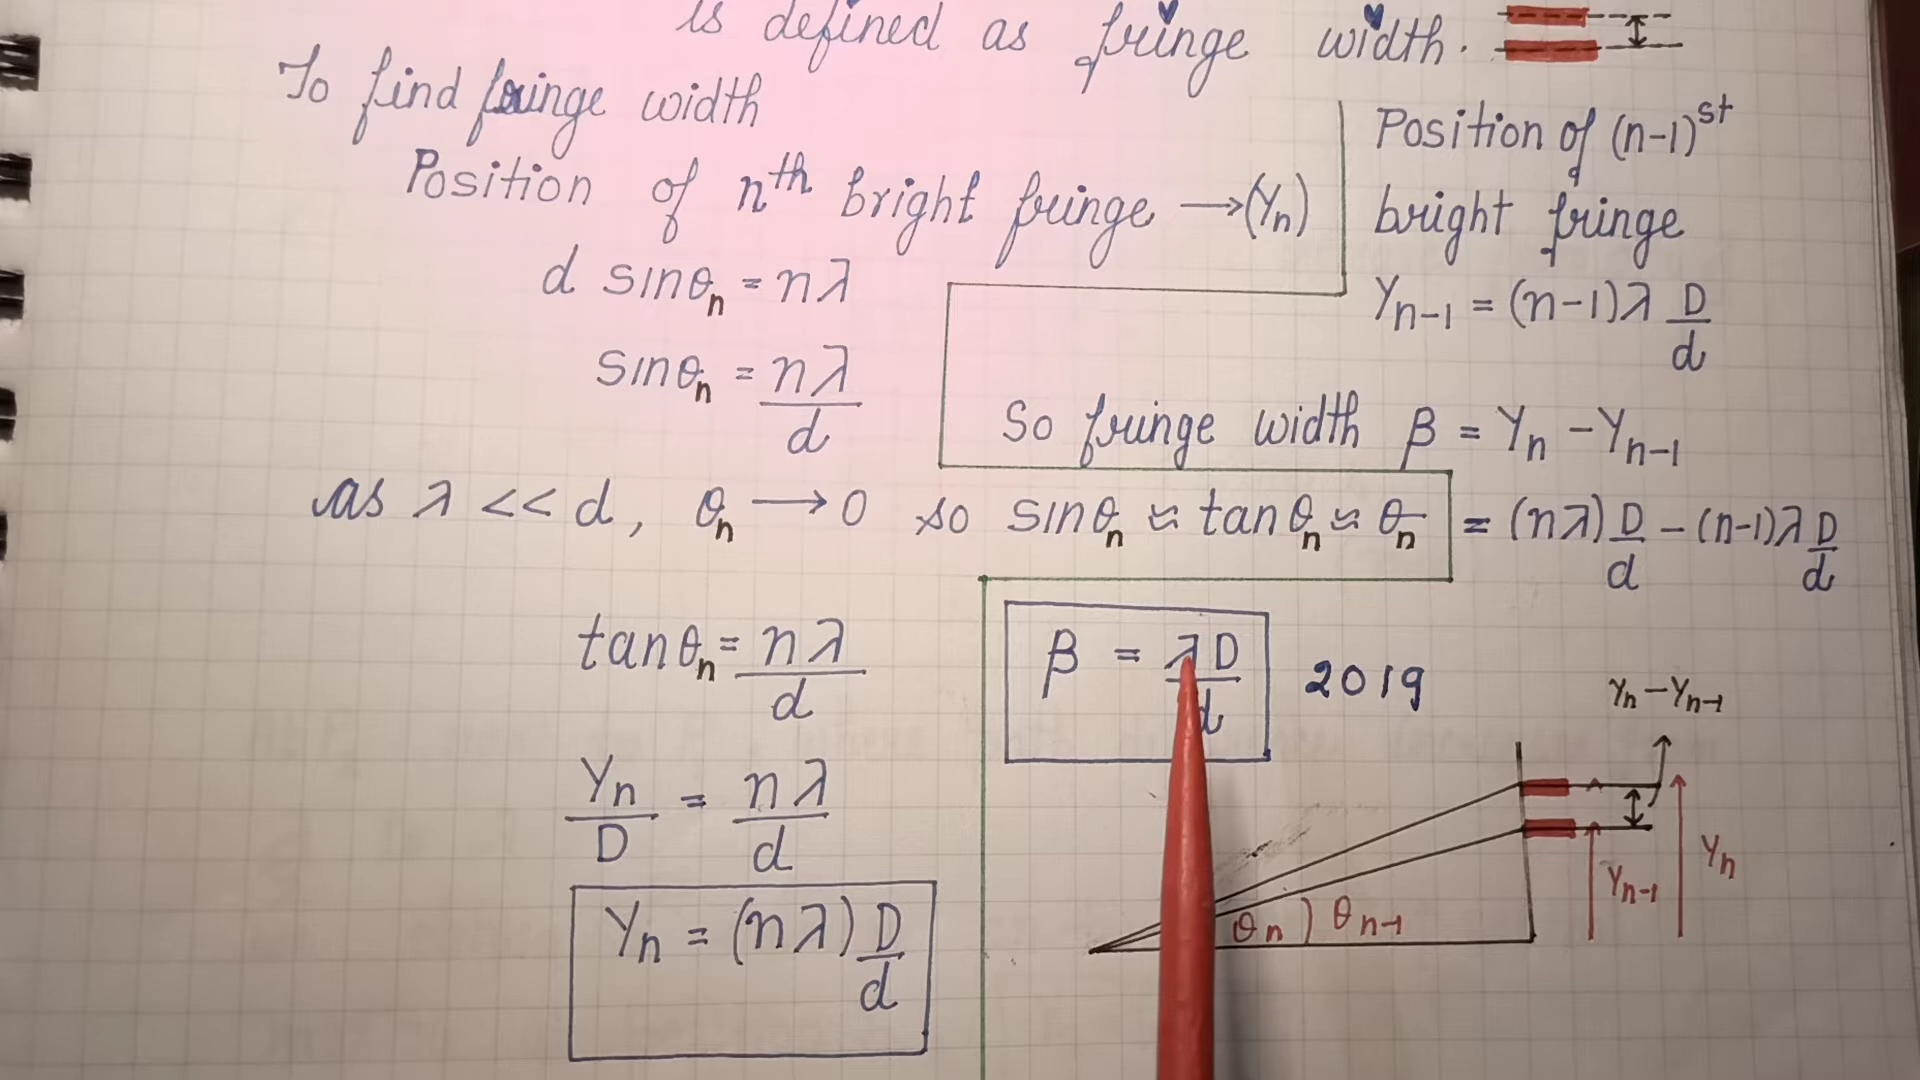 is defined as fringe width.
To find fringe width
Position of nᵗʰ bright fringe → (Yₙ)
d sinθₙ = nλ
sinθₙ = nλ/d
as λ << d, θₙ → 0 so sinθₙ ≈ tanθₙ ≈ θₙ
tanθₙ = nλ/d
Yₙ/D = nλ/d
Yₙ = (nλ) D/d
Position of (n-1)ˢᵗ
bright fringe
Yₙ₋₁ = (n-1)λ D/d
So fringe width β = Yₙ - Yₙ₋₁
= (nλ) D/d - (n-1)λ D/d
β = λD/d 2019
Yₙ - Yₙ₋₁
Yₙ
Yₙ₋₁
θₙ ) θₙ₋₁